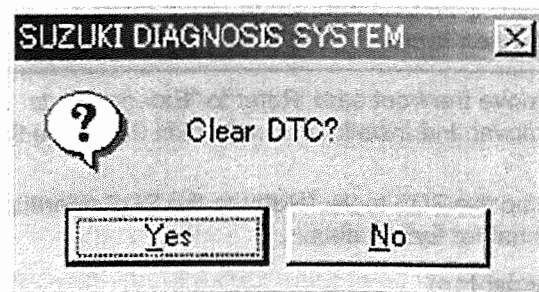 SUZUKI DIAGNOSIS SYSTEM
Clear DTC?
Yes
No